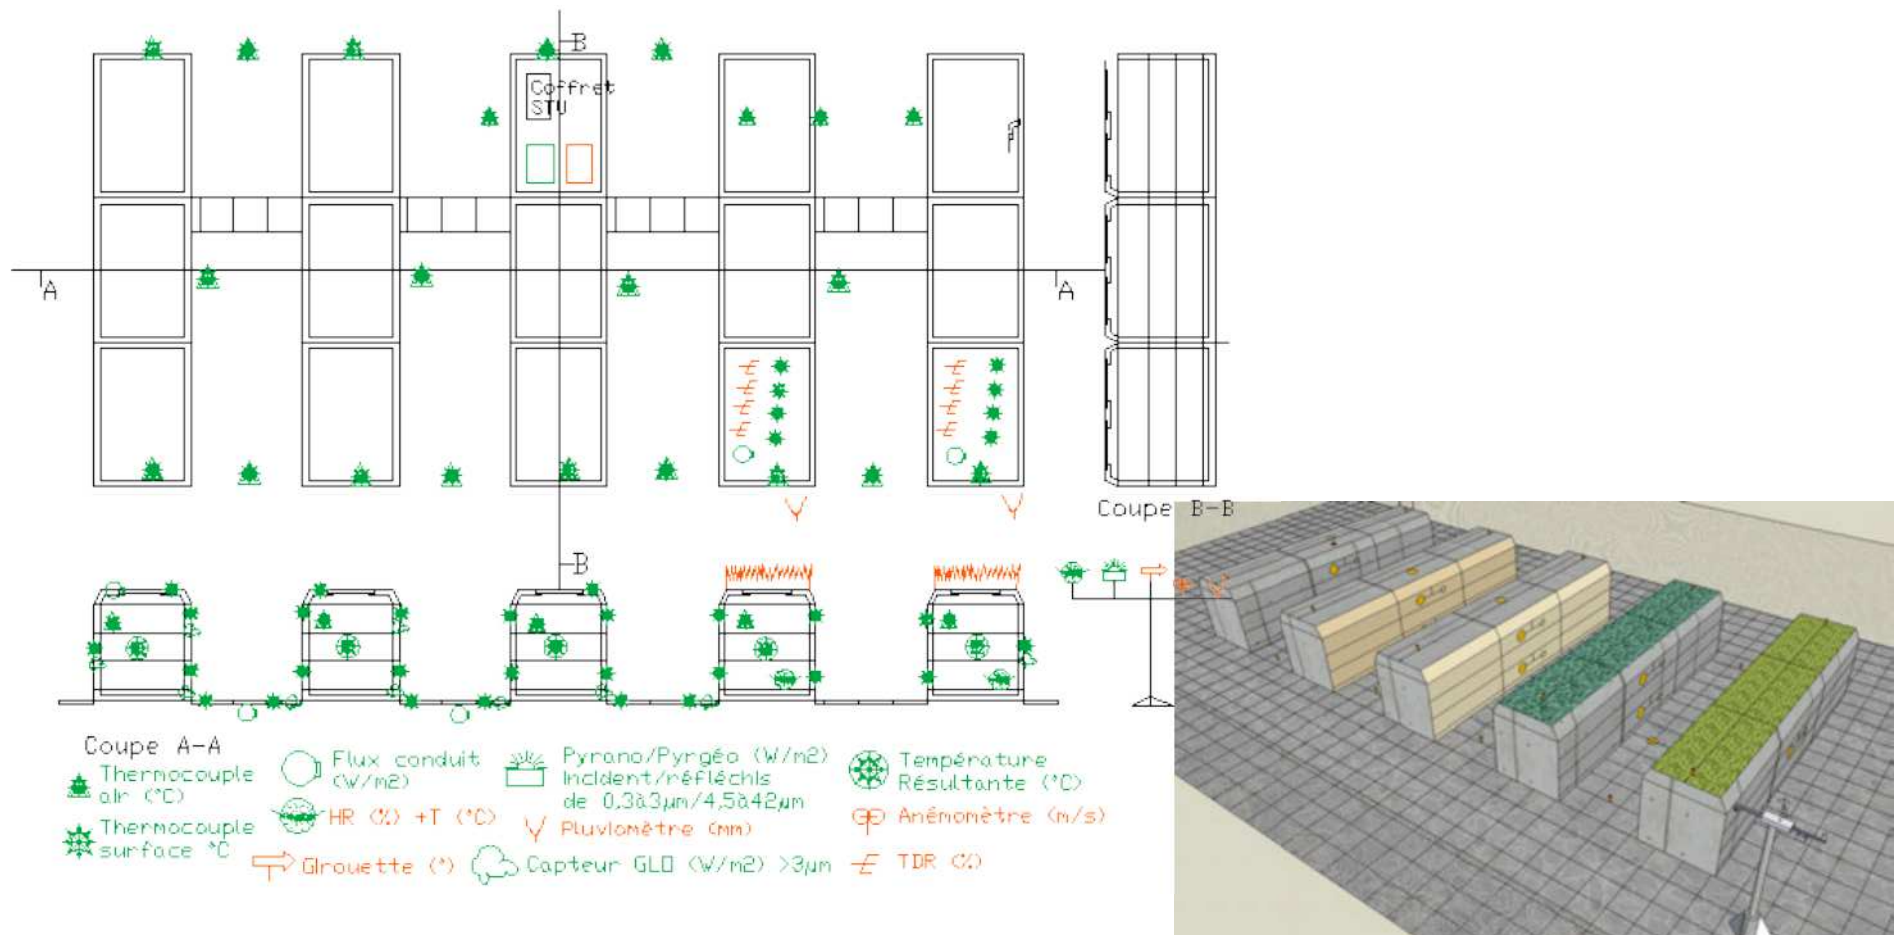 B
Coffret
STU
A
A
Coupe B-B
B
Coupe A-A
Thermocouple
air (°C)
Thermocouple
surface °C
Flux conduit
(W/m2)
HR (%) +T (°C)
Girouette (°)
Pyrano/Pyrgéo (W/m2)
Incident/réfléchis
de 0,3à3µm/4,5à42µm
Pluviomètre (mm)
Capteur GLO (W/m2) >3µm
Température
Résultante (°C)
Anémomètre (m/s)
TDR (%)